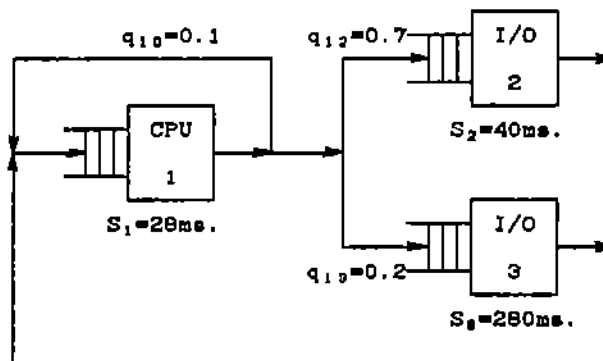 q₁₀=0.1
q₁₂=0.7
I/O
2
S₂=40ms.
CPU
1
S₁=28ms.
I/O
3
q₁₃=0.2
S₃=280ms.